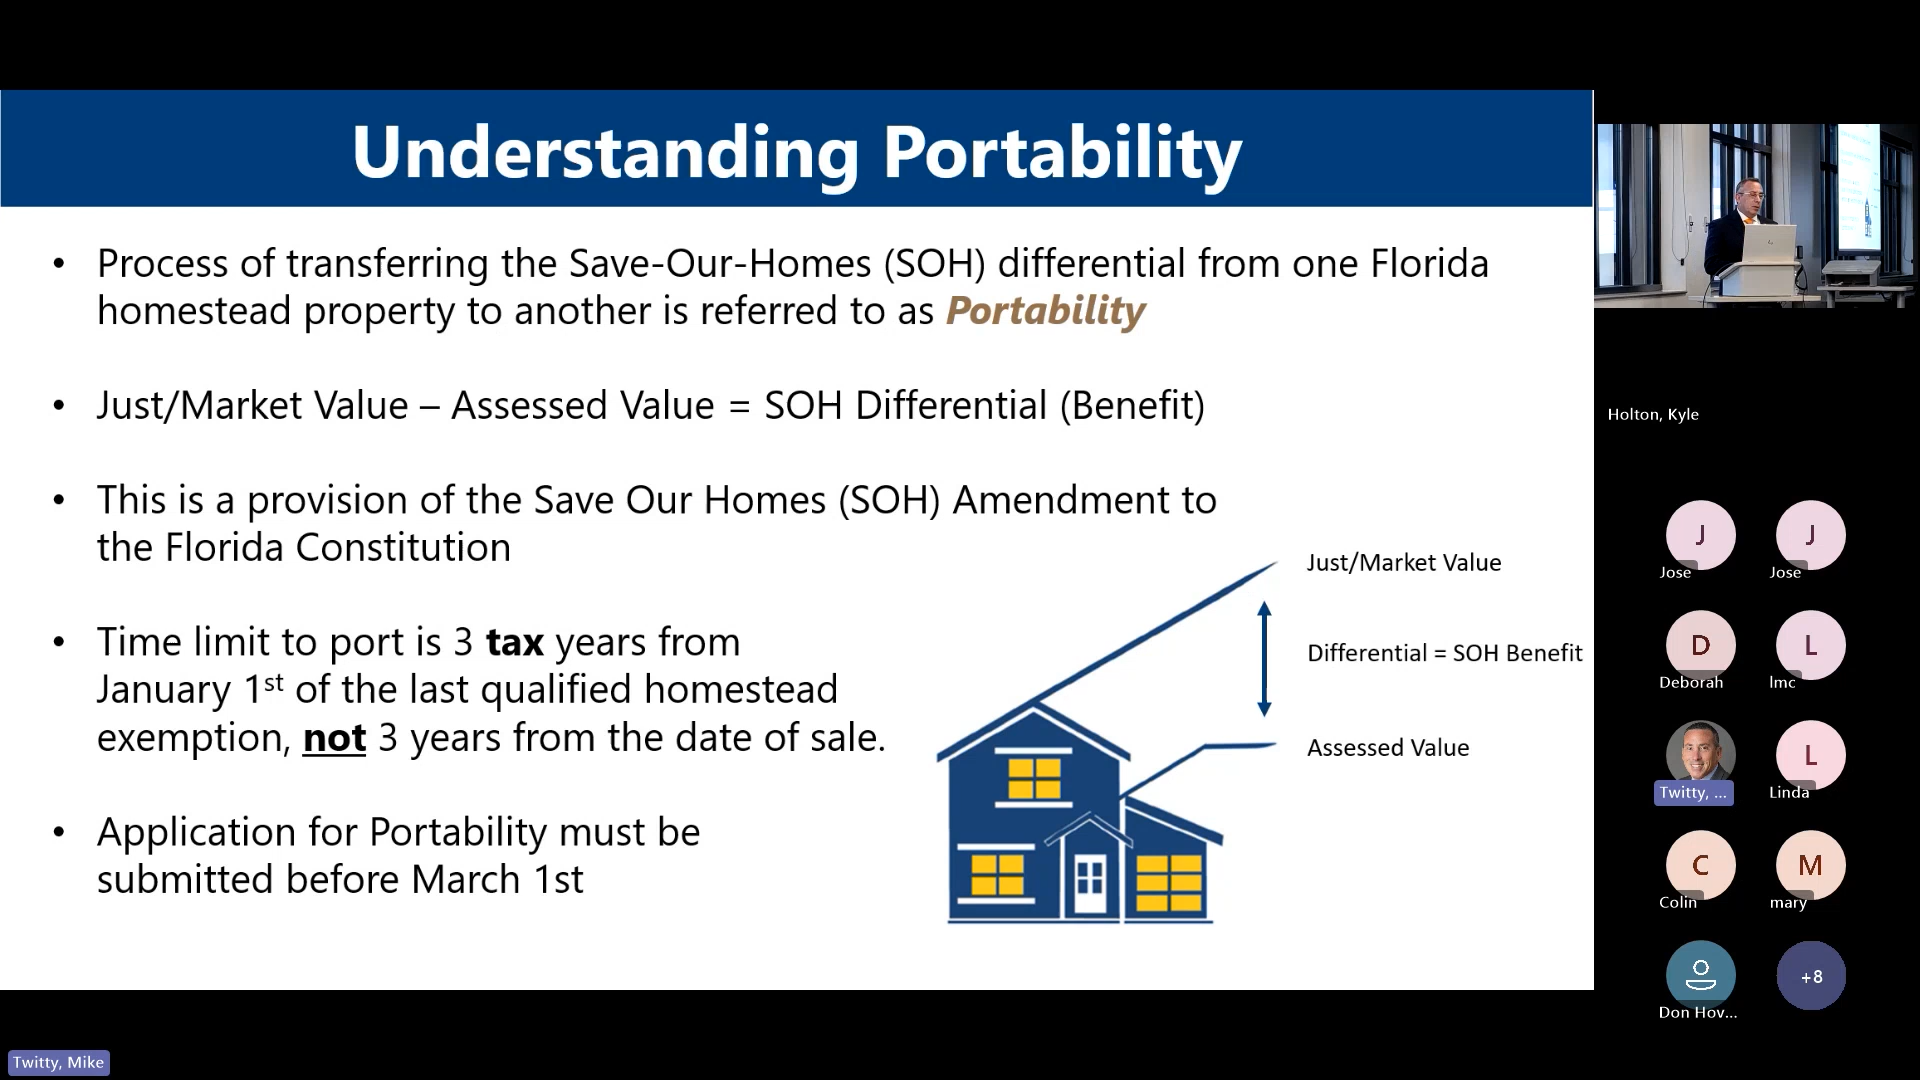 Understanding Portability
• Process of transferring the Save-Our-Homes (SOH) differential from one Florida
homestead property to another is referred to as Portability
• Just/Market Value – Assessed Value = SOH Differential (Benefit)
• This is a provision of the Save Our Homes (SOH) Amendment to
the Florida Constitution
• Time limit to port is 3 tax years from
January 1st of the last qualified homestead
exemption, not 3 years from the date of sale.
• Application for Portability must be
submitted before March 1st
Just/Market Value
Differential = SOH Benefit
Assessed Value
Holton, Kyle
J
Jose
J
Jose
D
Deborah
L
lmc
Twitty, ...
L
Linda
C
Colin
M
mary
Don Hov...
+8
Twitty, Mike